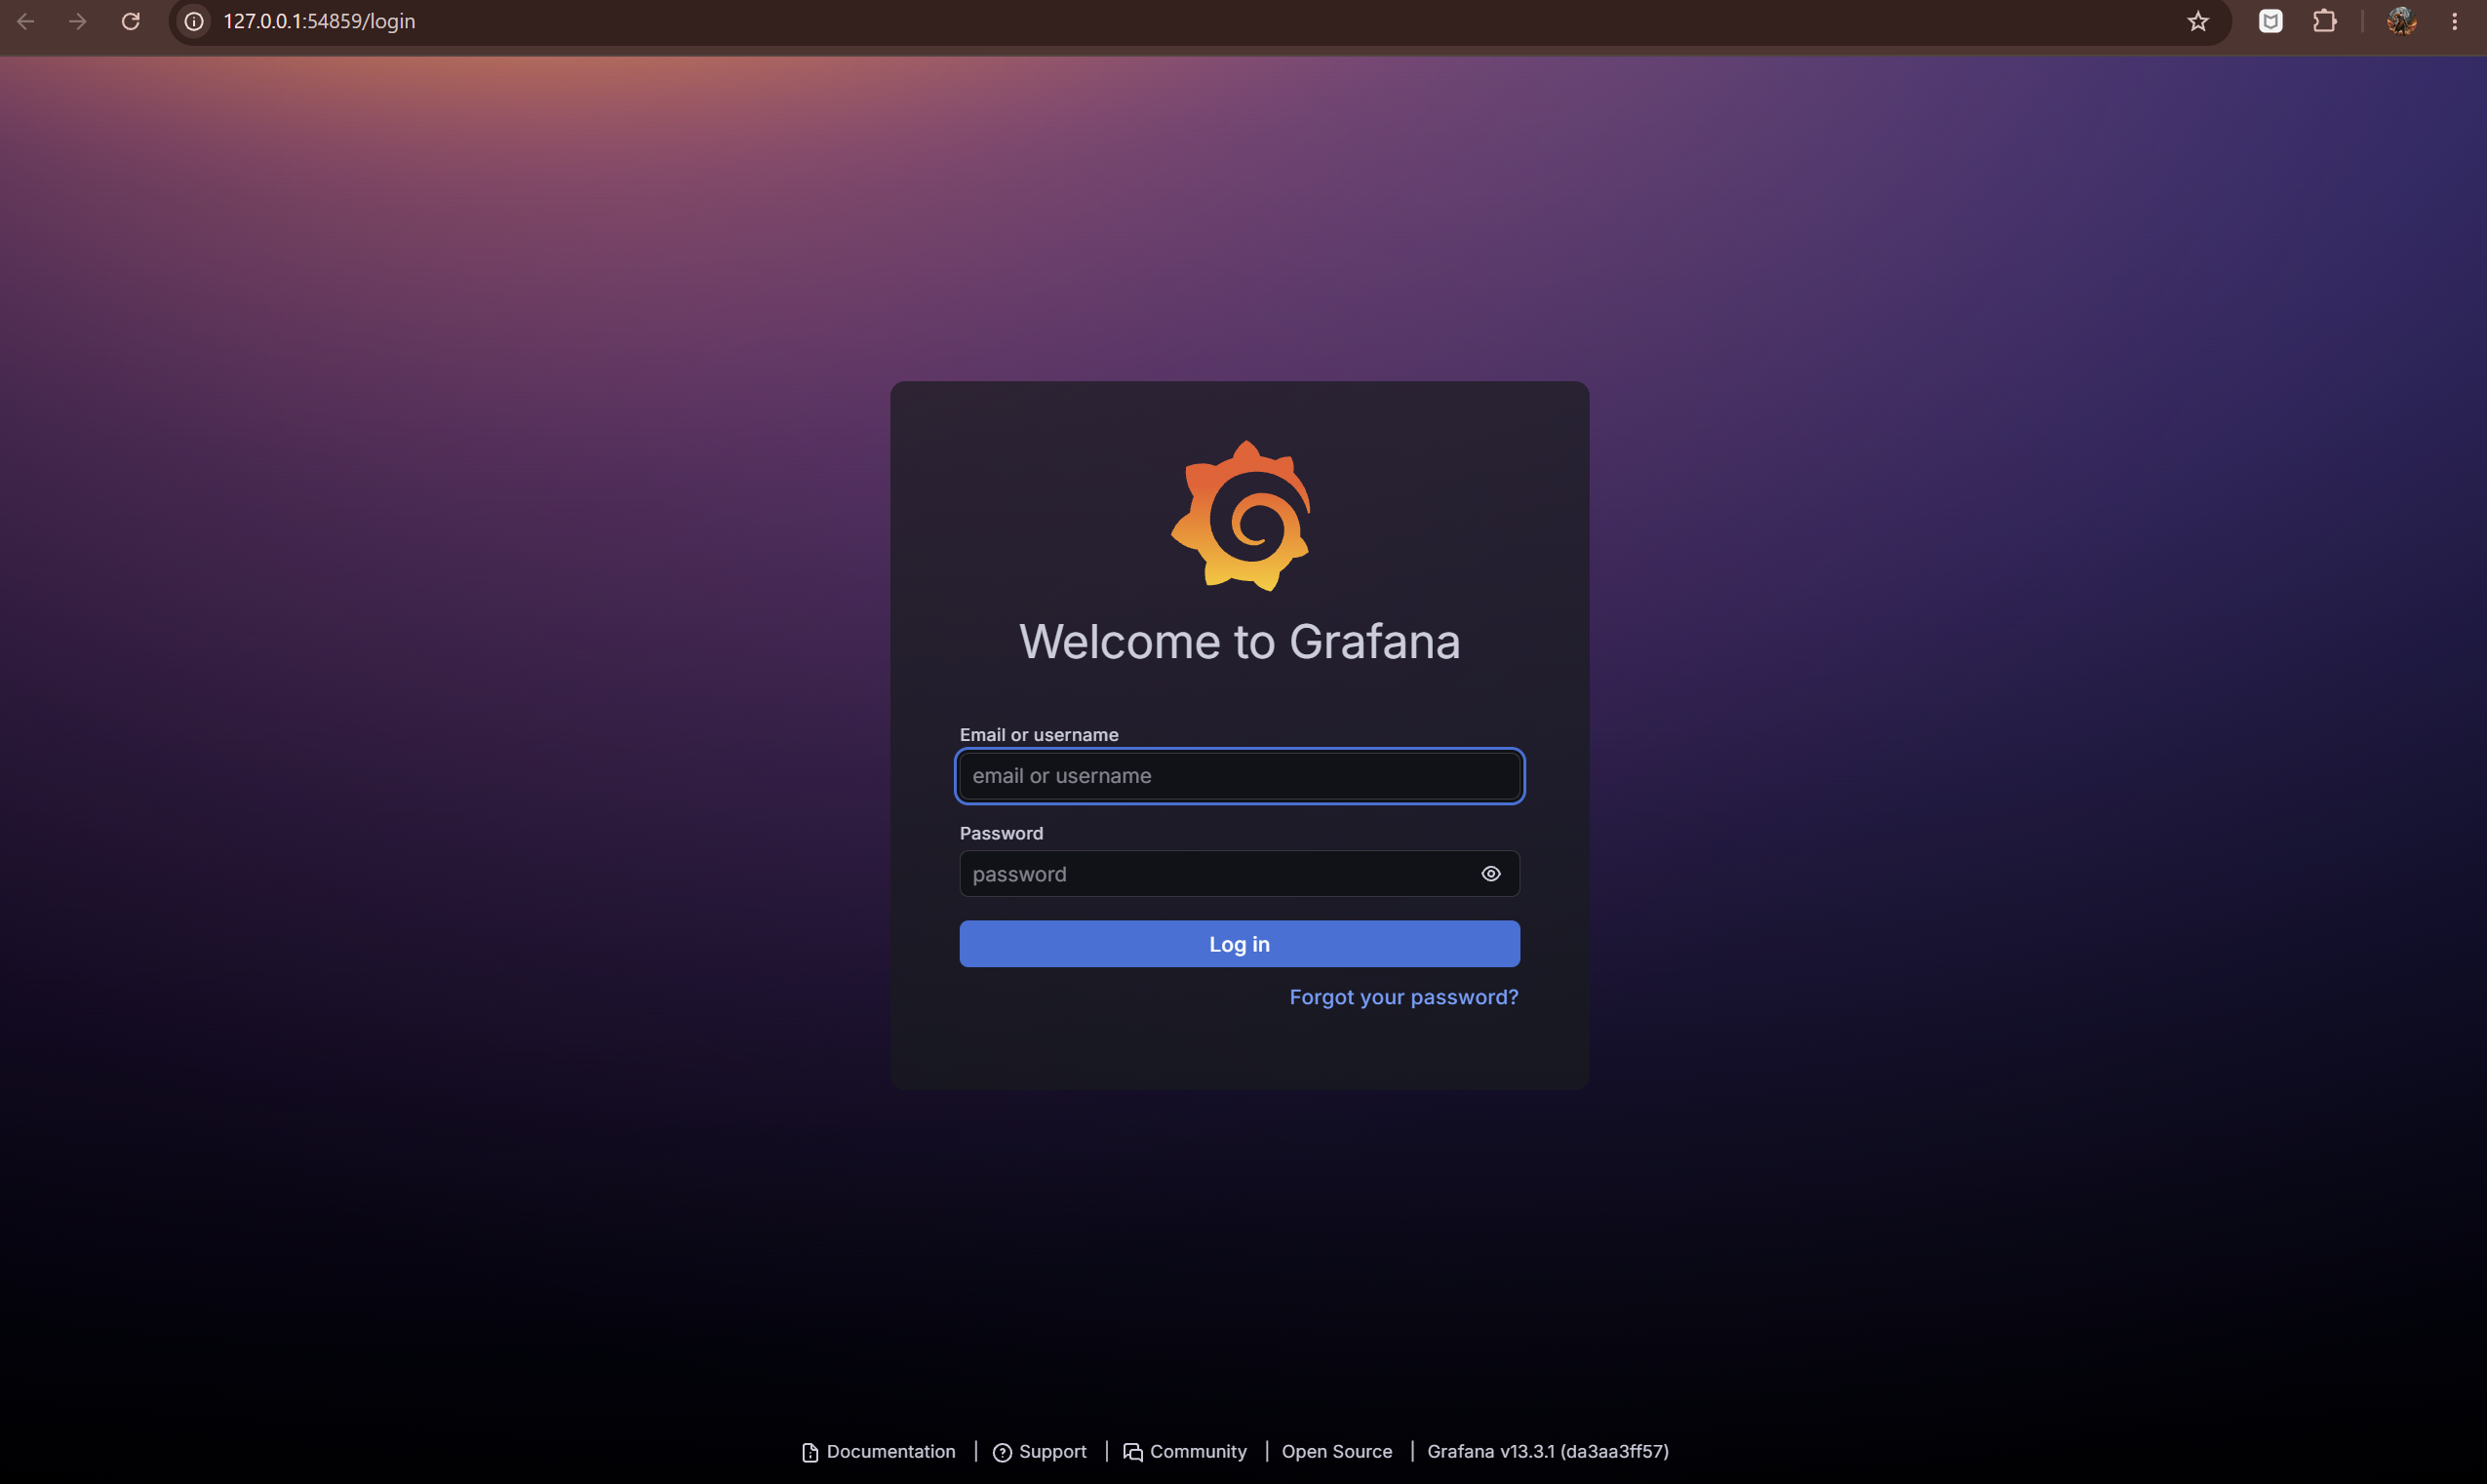 127.0.0.1:54859/login
Welcome to Grafana
Email or username
email or username
Password
password
Log in
Forgot your password?
Documentation | Support | Community | Open Source | Grafana v13.3.1 (da3aa3ff57)